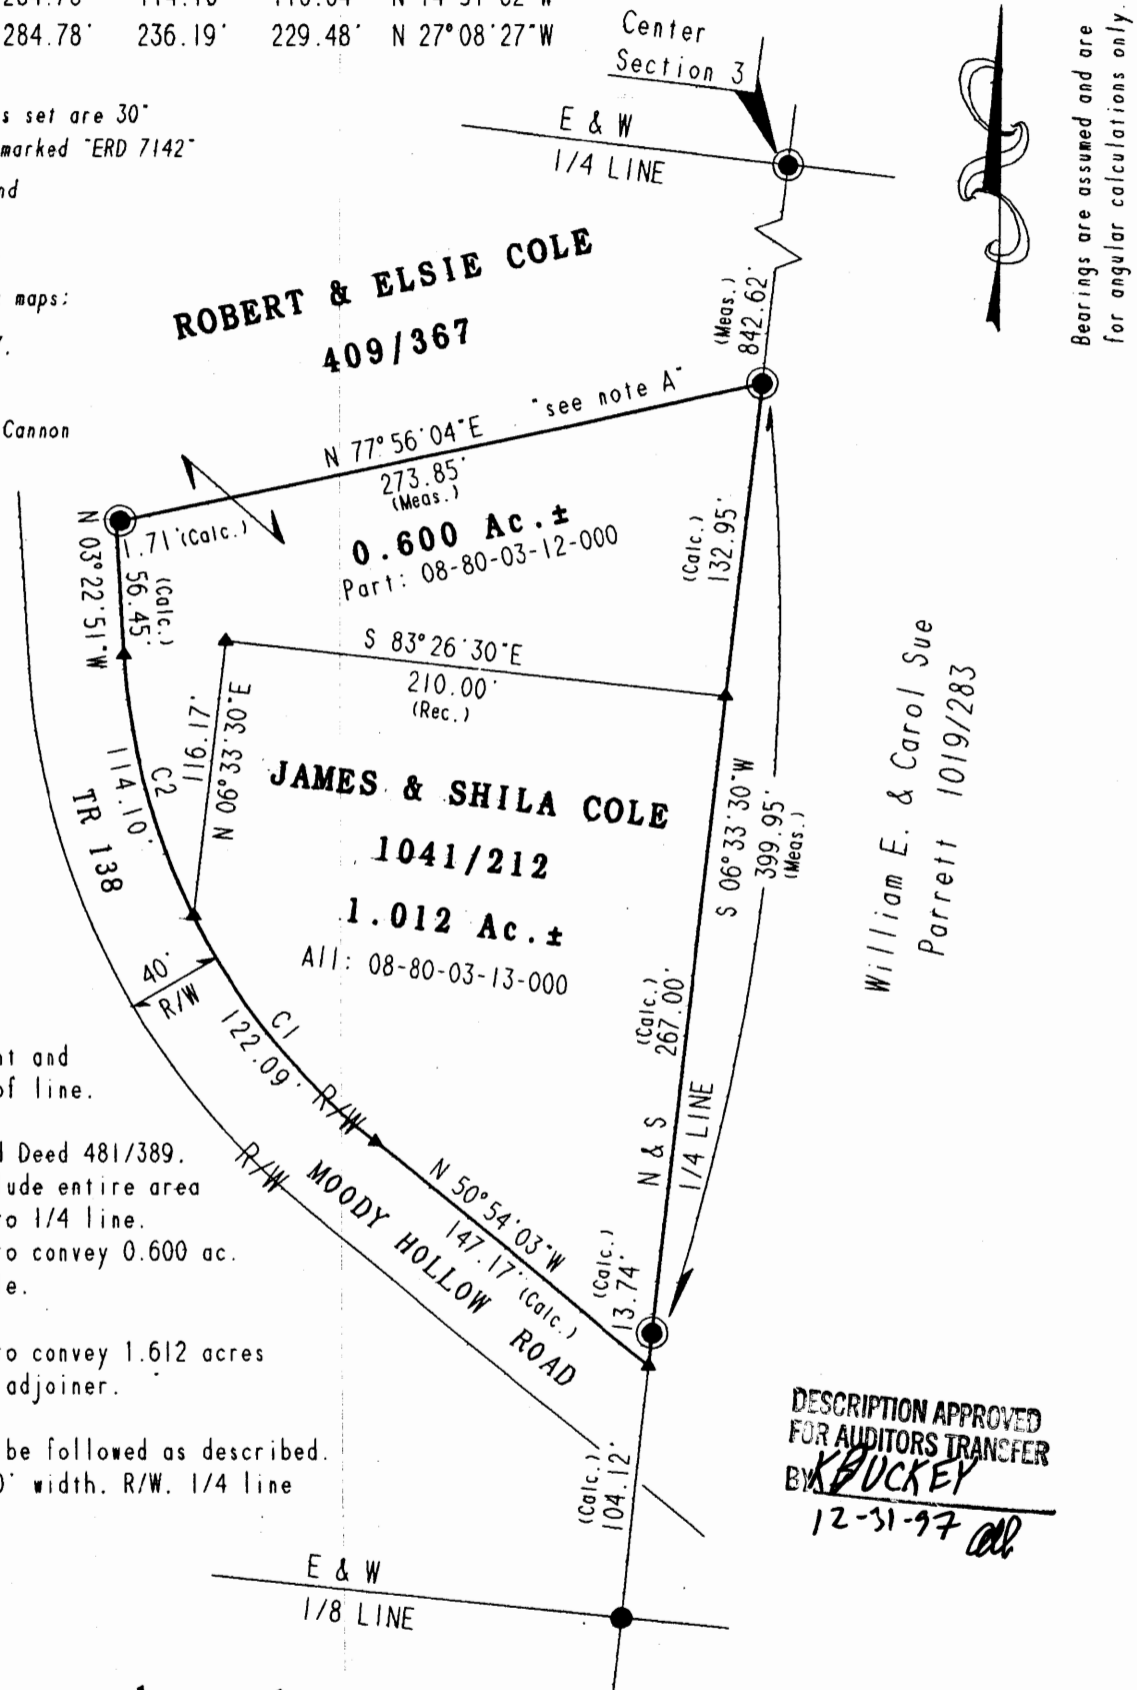 284.78' 236.19' 229.48' N 27°08'27"W
s set are 30"
marked "ERD 7142"
maps:
Cannon
Center
Section 3
E & W
1/4 LINE
Bearings are assumed and are
for angular calculations only.
ROBERT & ELSIE COLE
409/367
(Meas.)
842.62'
N 77°56'04"E "see note A"
273.85'
(Meas.)
1.71'(Calc.)
0.600 Ac.±
Part: 08-80-03-12-000
(Calc.)
132.95'
N 03°22'51"W
56.45'
(Calc.)
S 83°26'30"E
210.00'
(Rec.)
116.17'
N 06°33'30"E
C2
114.10'
TR 138
JAMES & SHILA COLE
1041/212
1.012 Ac.±
All: 08-80-03-13-000
S 06°33'30"W
399.95'
(Meas.)
William E. & Carol Sue
Parrett 1019/283
40'
R/W
C1
122.09'
R/W
R/W
(Calc.)
267.00'
N & S
1/4 LINE
of line.
Deed 481/389.
ude entire area
o 1/4 line.
o convey 0.600 ac.
e.
o convey 1.612 acres
adjoiner.
be followed as described.
0' width. R/W. 1/4 line
MOODY HOLLOW ROAD
N 50°54'03"W
147.17'(Calc.)
(Calc.)
13.74'
(Calc.)
104.12'
E & W
1/8 LINE
DESCRIPTION APPROVED
FOR AUDITORS TRANSFER
BY KBUCKEY
12-31-97